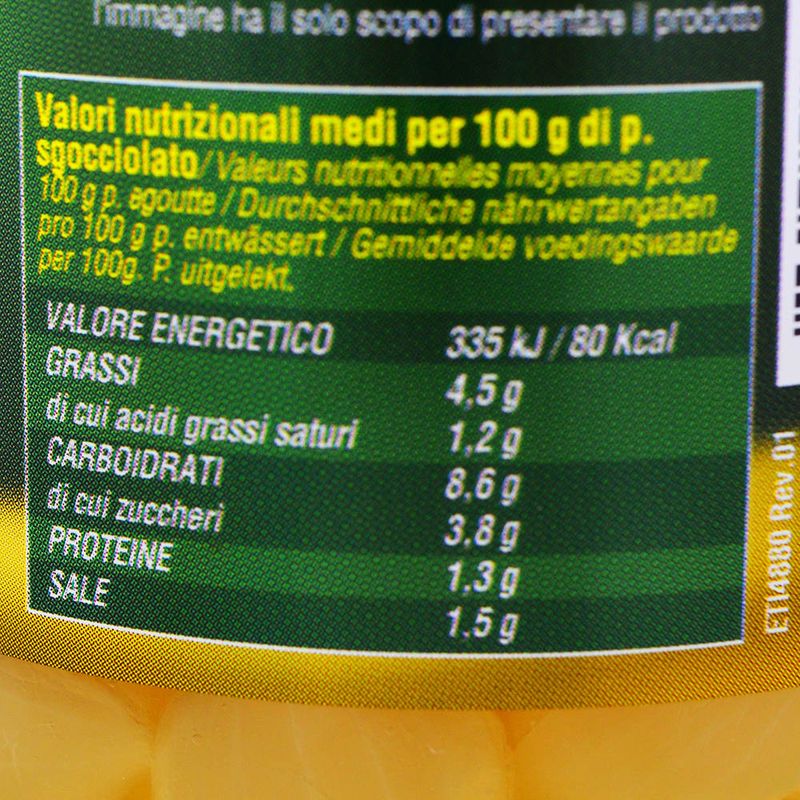 l'immagine ha il solo scopo di presentare il prodotto
Valori nutrizionali medi per 100 g di p.
sgocciolato/Valeurs nutritionnelles moyennes pour
100 g p. egoutte / Durchschnittliche nährwertangaben
pro 100 g p. entwässert / Gemiddelde voedingswaarde
per 100g. P. uitgelekt.
VALORE ENERGETICO 335 kJ / 80 Kcal
GRASSI 4,5 g
di cui acidi grassi saturi 1,2 g
CARBOIDRATI 8,6 g
di cui zuccheri 3,8 g
PROTEINE 1,3 g
SALE 1.5 g
ETI4880 Rev.01